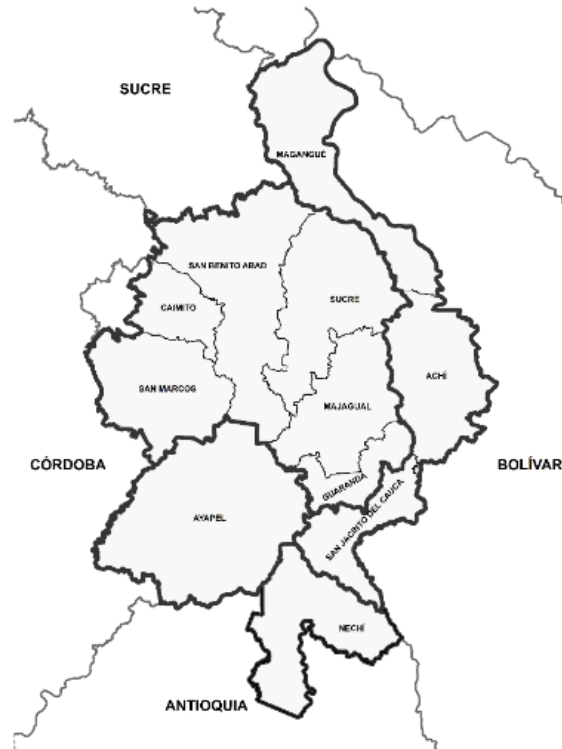 SUCRE
MAGANGUÉ
SAN BENITO ABAD
SUCRE
CAIMITO
ACHÍ
SAN MARCOS
MAJAGUAL
CÓRDOBA
BOLÍVAR
GUARANDA
SAN JACINTO DEL CAUCA
AYAPEL
NECHÍ
ANTIOQUIA